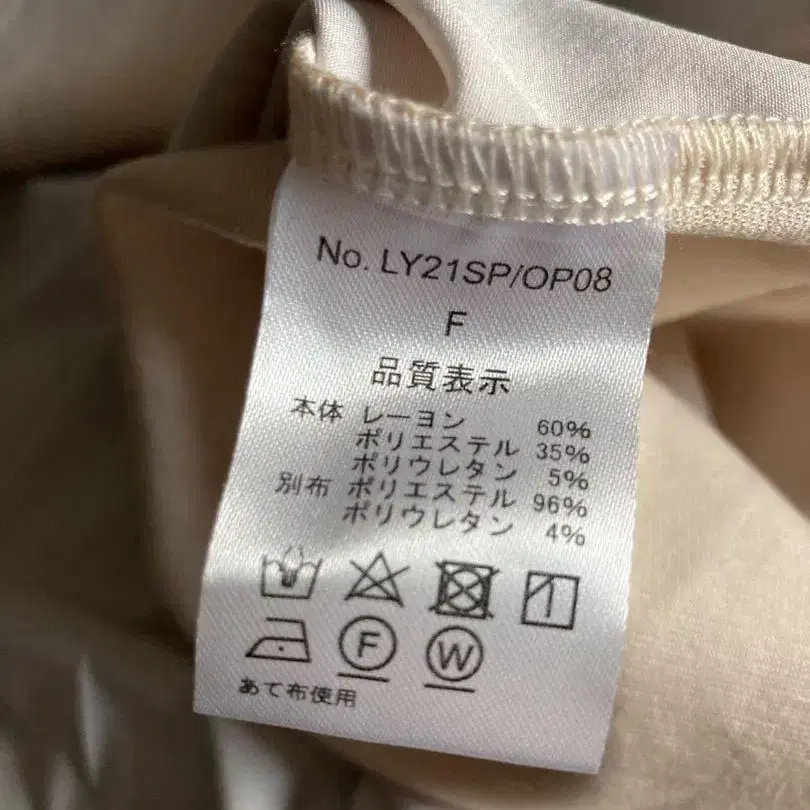 No. LY21SP/OP08
F
品質表示
本体 レーヨン 60%
ポリエステル 35%
ポリウレタン 5%
別布 ポリエステル 96%
ポリウレタン 4%
F W
あて布使用